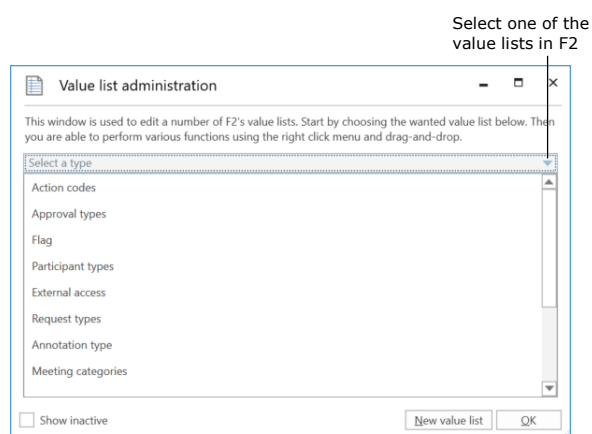 Select one of the
value lists in F2
Value list administration
This window is used to edit a number of F2's value lists. Start by choosing the wanted value list below. Then
you are able to perform various functions using the right click menu and drag-and-drop.
Select a type
Action codes
Approval types
Flag
Participant types
External access
Request types
Annotation type
Meeting categories
Show inactive
New value list
OK